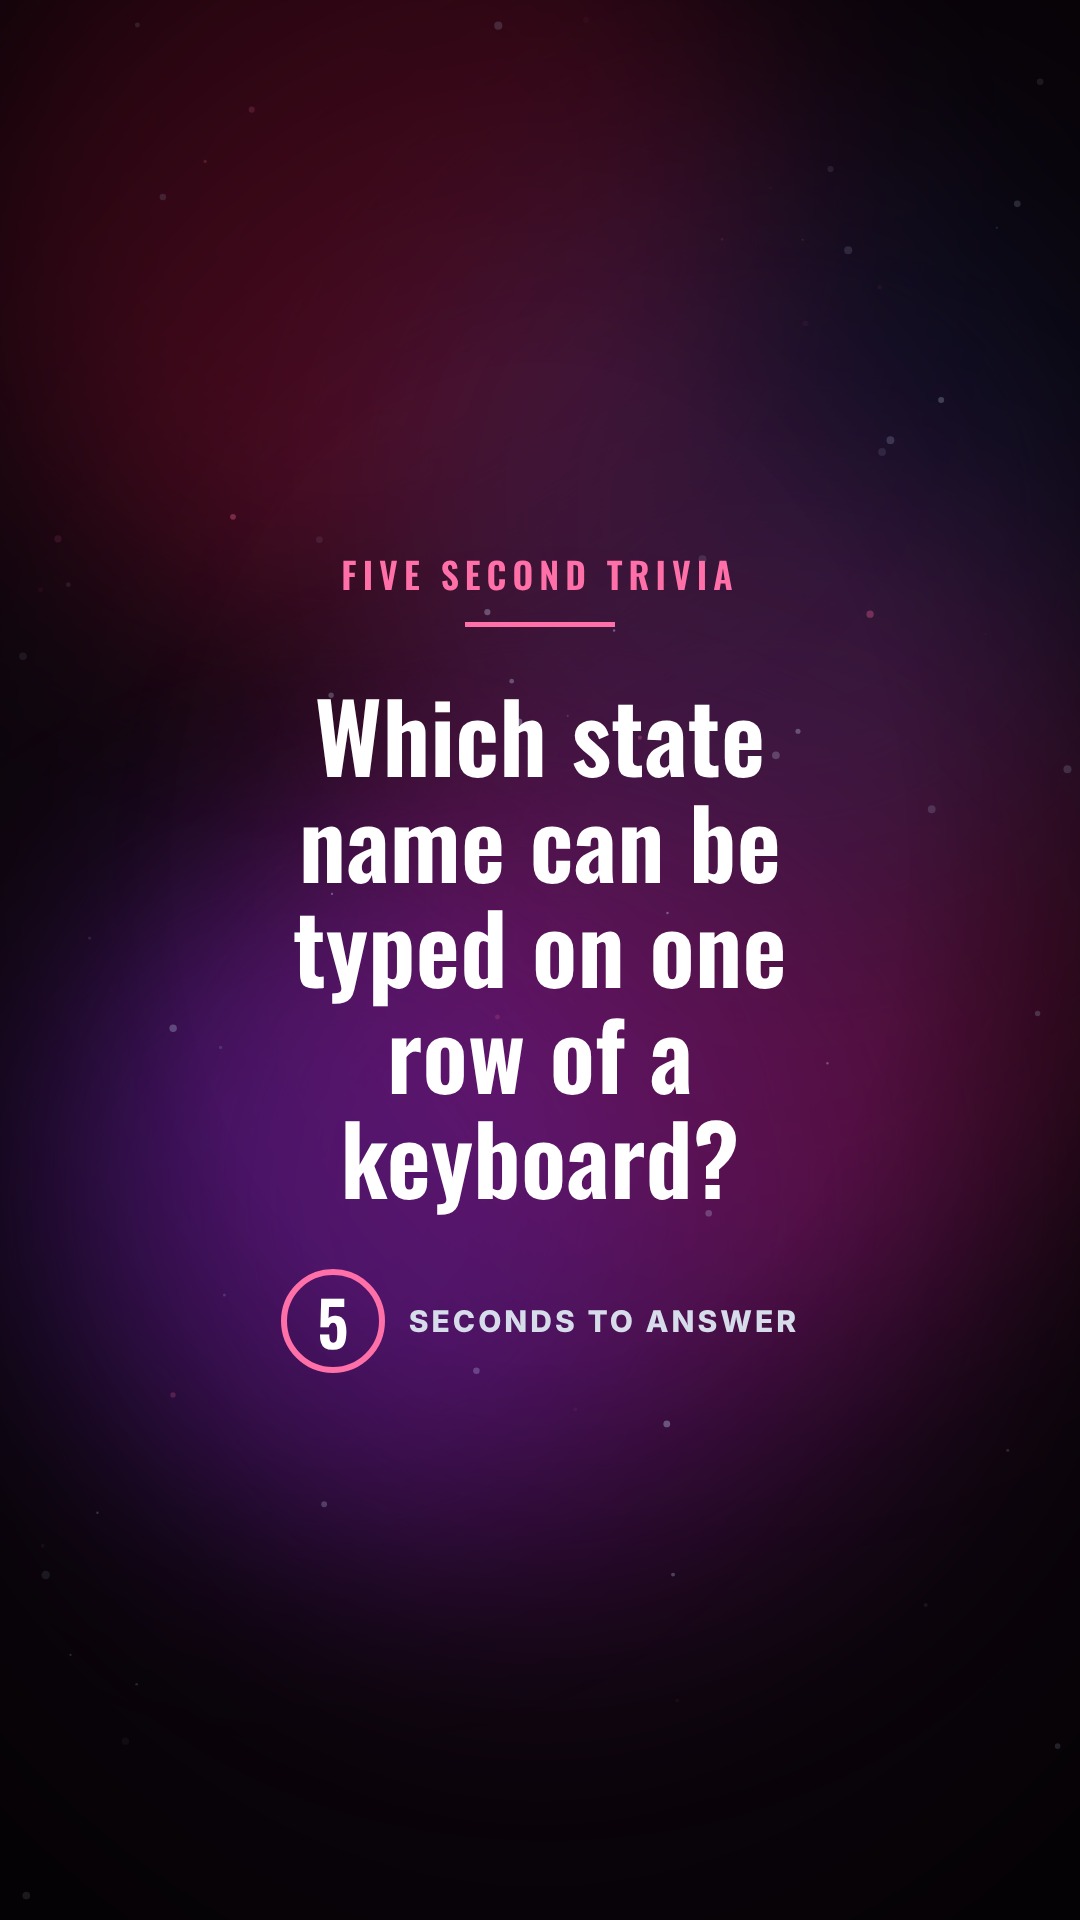 FIVE SECOND TRIVIA
Which state
name can be
typed on one
row of a
keyboard?
5 SECONDS TO ANSWER